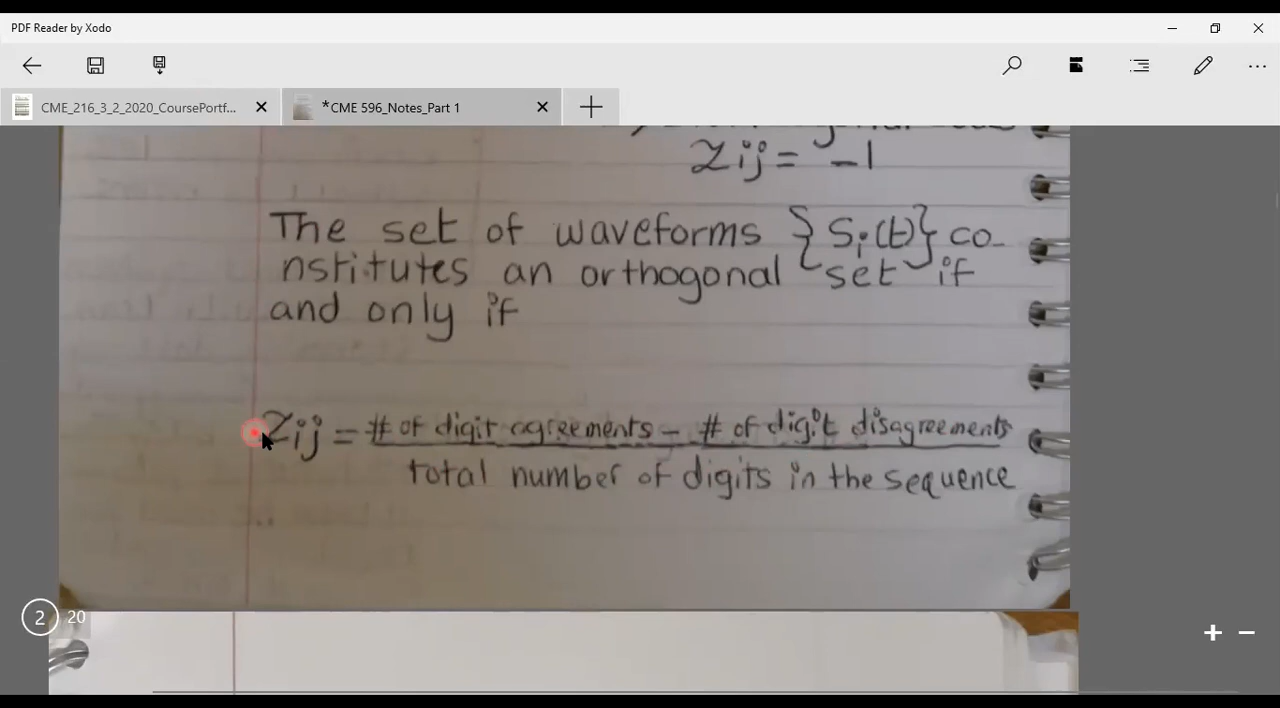 PDF Reader by Xodo
CME_216_3_2_2020_CoursePortf...
*CME 596_Notes_Part 1
Zij = -1
The set of waveforms {Si(t)} co-
nstitutes an orthogonal set if
and only if
Zij = # of digit agreements - # of digit disagreements
total number of digits in the sequence
2 20